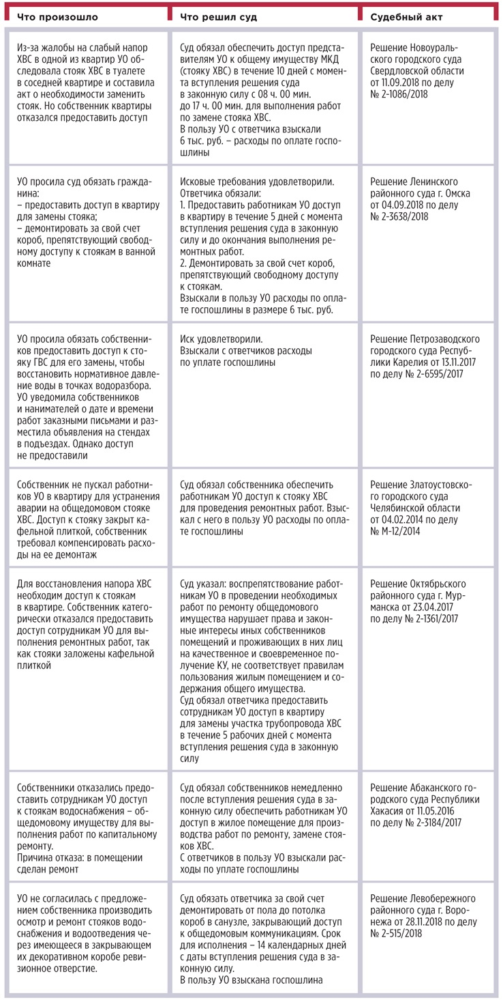 Что произошло
Что решил суд
Судебный акт
Из-за жалобы на слабый напор
ХВС в одной из квартир УО об-
следовала стояк ХВС в туалете
в соседней квартире и составила
акт о необходимости заменить
стояк. Но собственник квартиры
отказался предоставить доступ
Суд обязал обеспечить доступ предста-
вителям УО к общему имуществу МКД
(стояку ХВС) в течение 10 дней с момен-
та вступления решения суда
в законную силу с 08 ч. 00 мин.
до 17 ч. 00 мин. для выполнения работ
по замене стояка ХВС.
В пользу УО с ответчика взыскали
6 тыс. руб. – расходы по оплате госпо-
шлины
Решение Новоураль-
ского городского суда
Свердловской области
от 11.09.2018 по делу
№ 2-1086/2018
УО просила суд обязать гражда-
нина:
– предоставить доступ в квартиру
для замены стояка;
– демонтировать за свой счет
короб, препятствующий свобод-
ному доступу к стоякам в ванной
комнате
Исковые требования удовлетворили.
Ответчика обязали:
1. Предоставить работникам УО доступ
в квартиру в течение 5 дней с момента
вступления решения суда в законную
силу и до окончания выполнения ре-
монтных работ.
2. Демонтировать за свой счет короб,
препятствующий свободному доступу
к стоякам.
Взыскали в пользу УО расходы по опла-
те госпошлины в размере 6 тыс. руб.
Решение Ленинского
районного суда г. Омска
от 04.09.2018 по делу
№ 2-3638/2018
УО просила обязать собственни-
ков предоставить доступ к сто-
яку ГВС для его замены, чтобы
восстановить нормативное давле-
ние воды в точках водоразбора.
УО уведомила собственников
и нанимателей о дате и времени
работ заказными письмами и раз-
местила объявления на стендах
в подъездах. Однако доступ
не предоставили
Иск удовлетворили.
Взыскали с ответчиков расходы
по уплате госпошлины
Решение Петрозаводского
городского суда Респуб-
лики Карелия от 13.11.2017
по делу № 2-6595/2017
Собственник не пускал работни-
ков УО в квартиру для устранения
аварии на общедомовом стояке
ХВС. Доступ к стояку закрыт ка-
фельной плиткой, собственник
требовал компенсировать расхо-
ды на ее демонтаж
Суд обязал собственника обеспечить
работникам УО доступ к стояку ХВС
для проведения ремонтных работ. Взыс-
кал с него в пользу УО расходы по опла-
те госпошлины
Решение Златоустовско-
го городского суда
Челябинской области
от 04.02.2014 по делу
№ М-12/2014
Для восстановления напора ХВС
необходим доступ к стоякам
в квартире. Собственник катего-
рически отказался предоставить
доступ сотрудникам УО для вы-
полнения ремонтных работ, так
как стояки заложены кафельной
плиткой
Суд указал: воспрепятствование работ-
никам УО в проведении необходимых
работ по ремонту общедомового
имущества нарушает права и закон-
ные интересы иных собственников
помещений и проживающих в них лиц
на качественное и своевременное по-
лучение КУ, не соответствует правилам
пользования жилым помещением и со-
держания общего имущества.
Суд обязал ответчика предоставить
сотрудникам УО доступ в квартиру
для замены участка трубопровода ХВС
в течение 5 рабочих дней с момента
вступления решения суда в законную
силу
Решение Октябрьского
районного суда г. Мур-
манска от 23.04.2017
по делу № 2-1361/2017
Собственники отказались предо-
ставить сотрудникам УО доступ
к стоякам водоснабжения – об-
щедомовому имуществу для вы-
полнения работ по капитальному
ремонту.
Причина отказа: в помещении
сделан ремонт
Суд обязал собственников немедленно
после вступления решения суда в за-
конную силу обеспечить работникам УО
доступ в жилое помещение для произ-
водства работ по ремонту, замене стоя-
ков ХВС.
С ответчиков в пользу УО взыскали рас-
ходы по уплате госпошлины
Решение Абаканского го-
родского суда Республики
Хакасия от 11.05.2016
по делу № 2-3184/2017
УО не согласилась с предложе-
нием собственника производить
осмотр и ремонт стояков водо-
снабжения и водоотведения че-
рез имеющееся в закрывающем
их декоративном коробе реви-
зионное отверстие.
Суд обязать ответчика за свой счет
демонтировать от пола до потолка
короб в санузле, закрывающий доступ
к общедомовым коммуникациям. Срок
для исполнения – 14 календарных дней
с даты вступления решения суда в за-
конную силу.
В пользу УО взыскана госпошлина
Решение Левобережного
районного суда г. Воро-
нежа от 28.11.2018 по делу
№ 2-515/2018